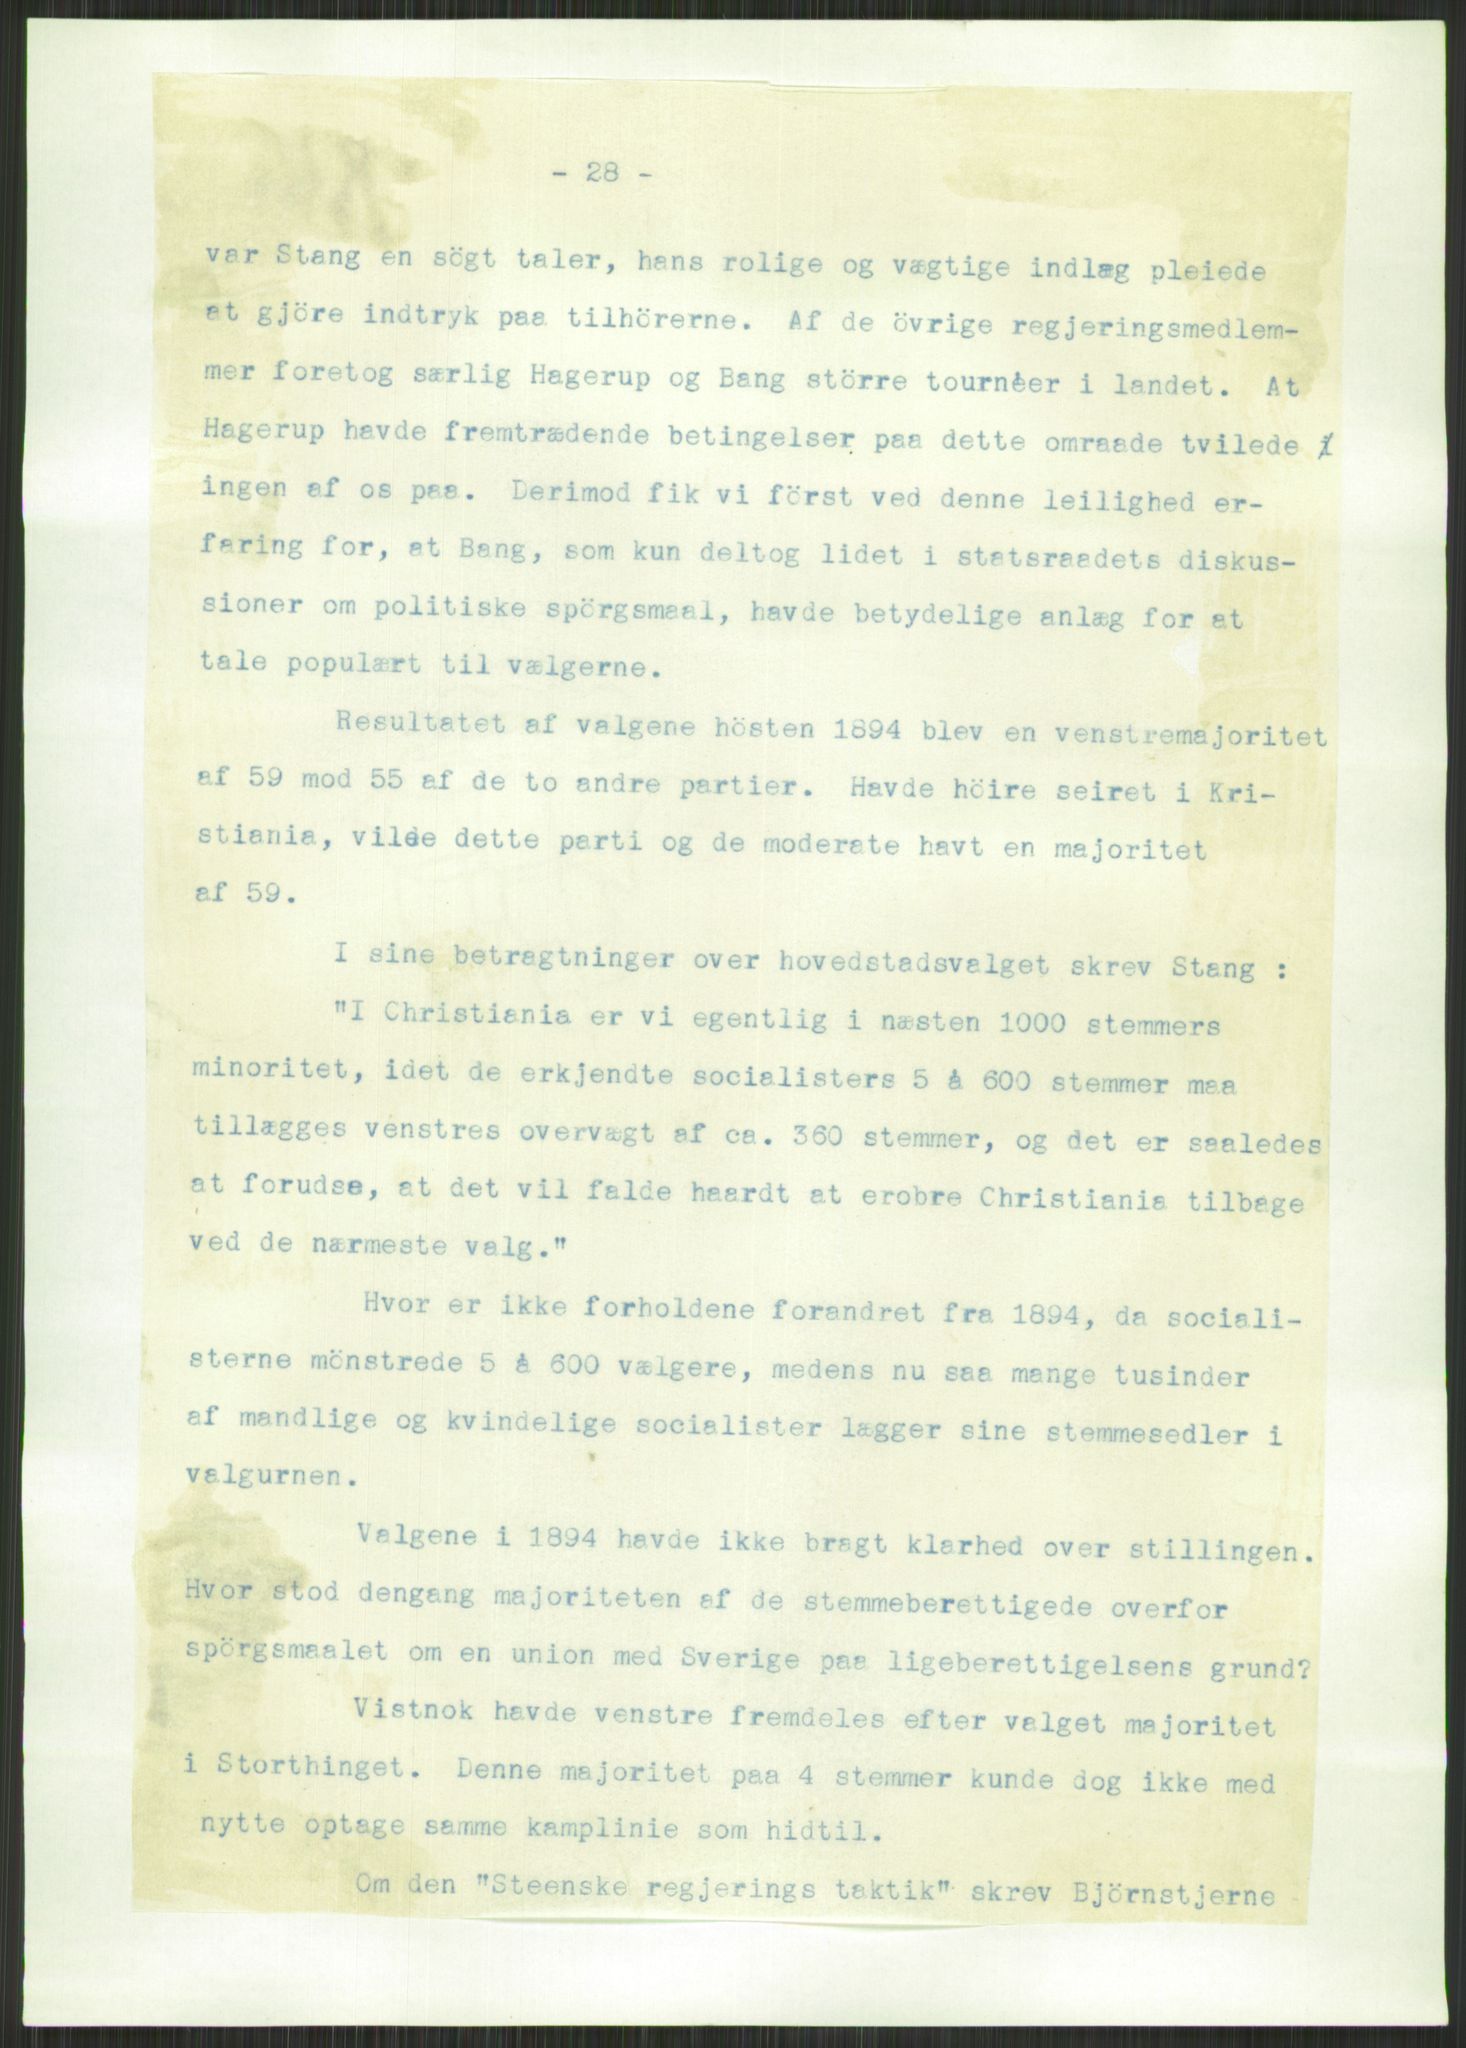 - 28 -
var Stang en sögt taler, hans rolige og vægtige indlæg pleiede
at gjöre indtryk paa tilhörerne. Af de övrige regjeringsmedlem-
mer foretog særlig Hagerup og Bang större tournéer i landet. At
Hagerup havde fremtrædende betingelser paa dette omraade tvilede
ingen af os paa. Derimod fik vi först ved denne leilighed er-
faring for, at Bang, som kun deltog lidet i statsraadets diskus-
sioner om politiske spörgsmaal, havde betydelige anlæg for at
tale populært til vælgerne.
Resultatet af valgene hösten 1894 blev en venstremajoritet
af 59 mod 55 af de to andre partier. Havde höire seiret i Kri-
stiania, vilde dette parti og de moderate havt en majoritet
af 59.
I sine betragtninger over hovedstadsvalget skrev Stang :
"I Christiania er vi egentlig i næsten 1000 stemmers
minoritet, idet de erkjendte socialisters 5 à 600 stemmer maa
tillægges venstres overvægt af ca. 360 stemmer, og det er saaledes
at forudse, at det vil falde haardt at erobre Christiania tilbage
ved de nærmeste valg."
Hvor er ikke forholdene forandret fra 1894, da sociali-
sterne mönstrede 5 à 600 vælgere, medens nu saa mange tusinder
af mandlige og kvindelige socialister lægger sine stemmesedler i
valgurnen.
Valgene i 1894 havde ikke bragt klarhed over stillingen.
Hvor stod dengang majoriteten af de stemmeberettigede overfor
spörgsmaalet om en union med Sverige paa ligeberettigelsens grund?
Vistnok havde venstre fremdeles efter valget majoritet
i Storthinget. Denne majoritet paa 4 stemmer kunde dog ikke med
nytte optage samme kamplinie som hidtil.
Om den "Steenske regjerings taktik" skrev Björnstjerne